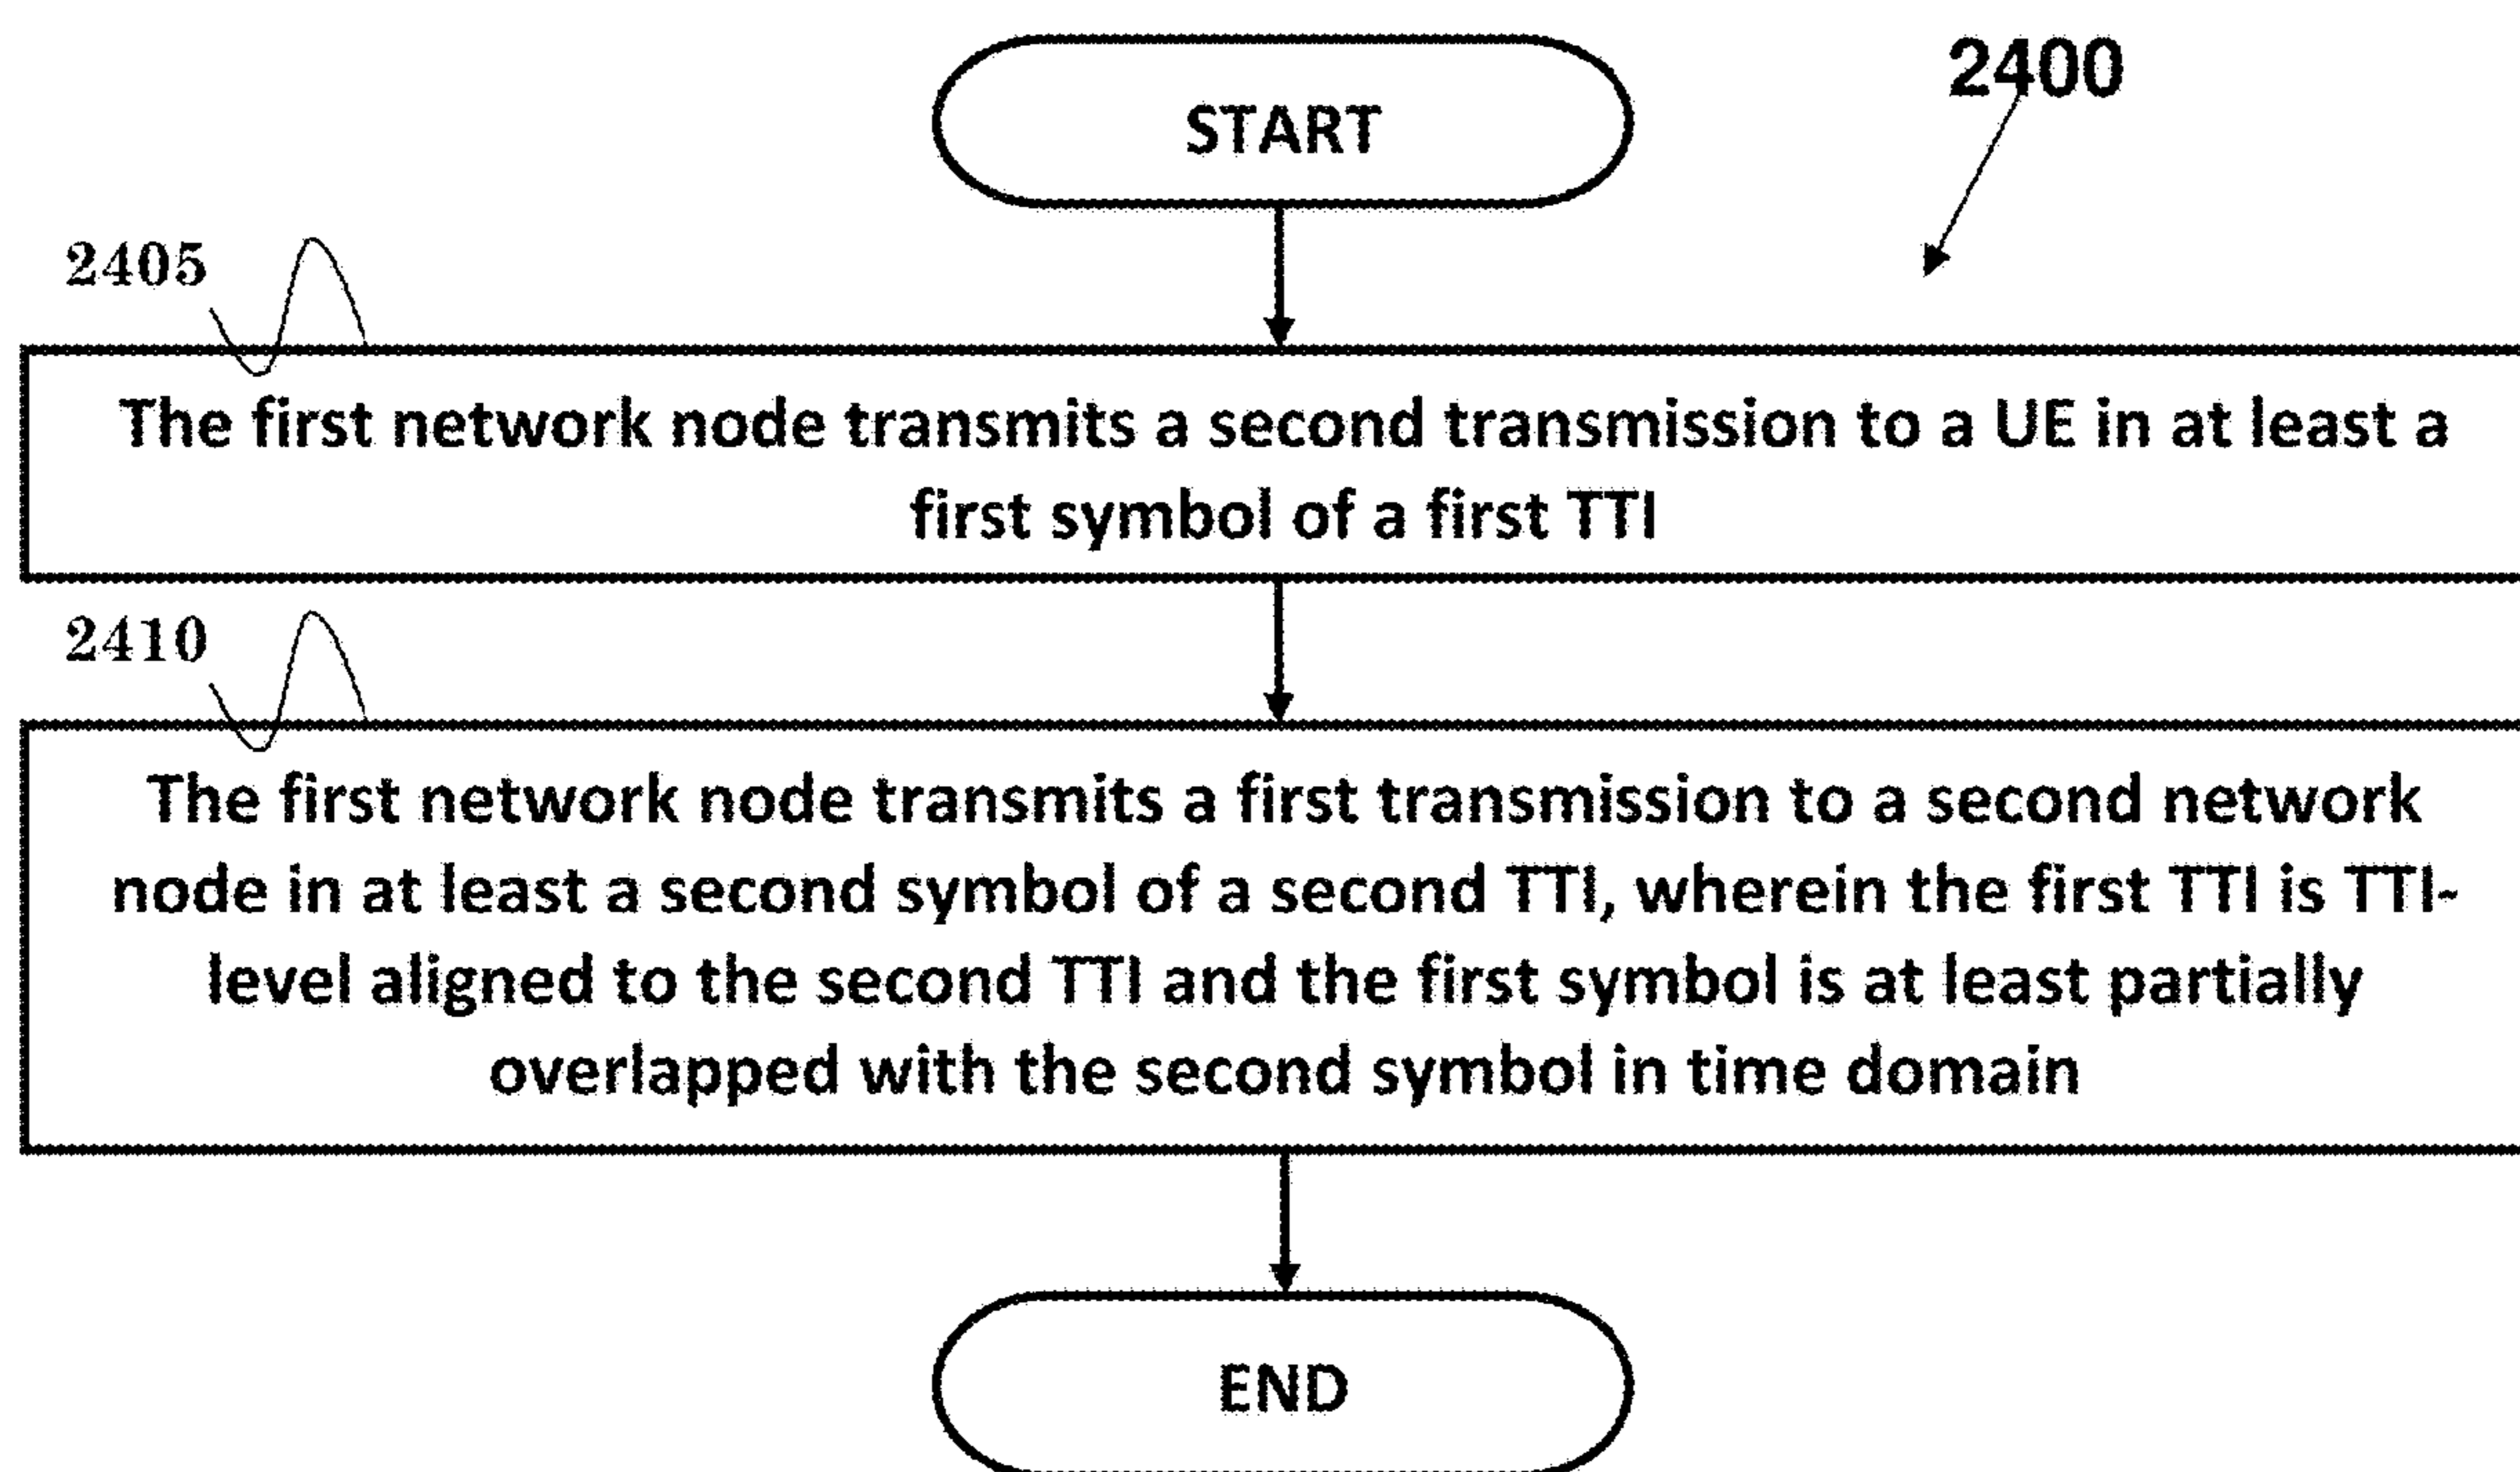 START
2400
2405
The first network node transmits a second transmission to a UE in at least a
first symbol of a first TTI
2410
The first network node transmits a first transmission to a second network
node in at least a second symbol of a second TTI, wherein the first TTI is TTI-
level aligned to the second TTI and the first symbol is at least partially
overlapped with the second symbol in time domain
END